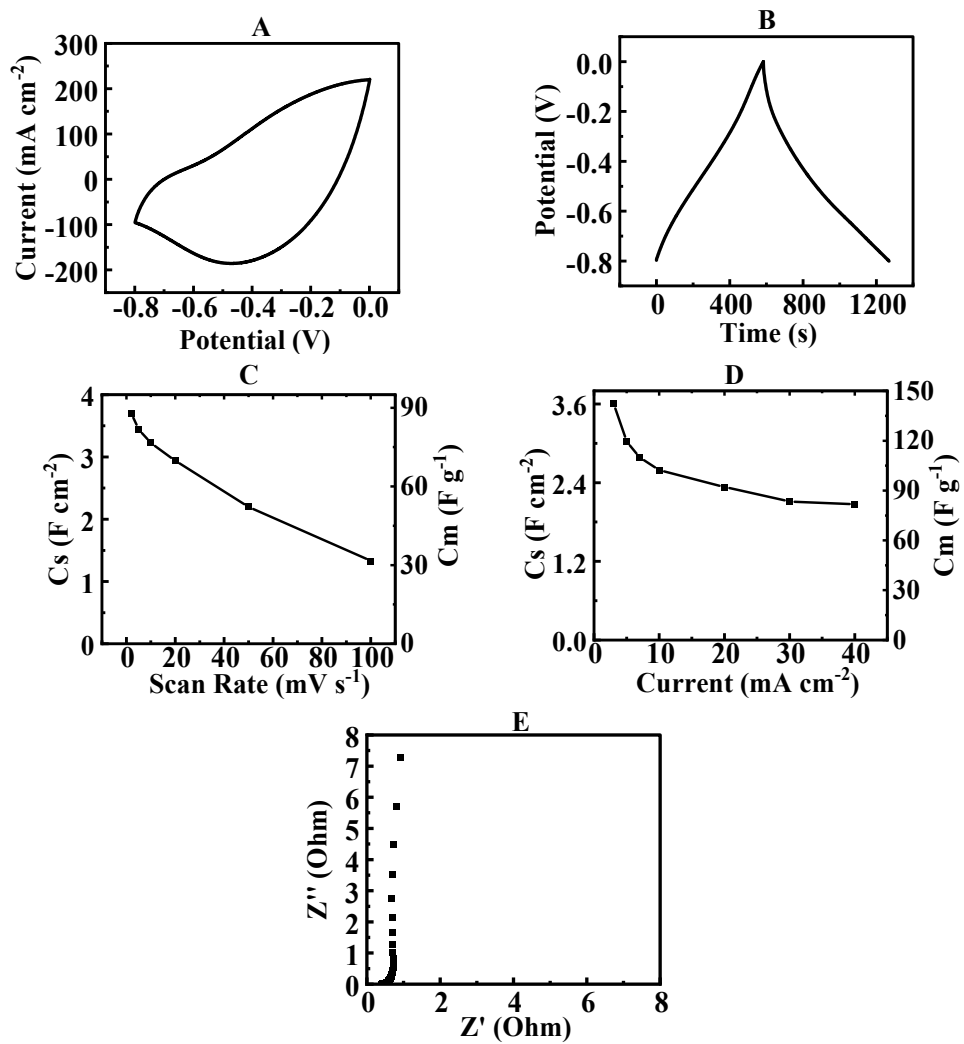 A
Current (mA cm-2)
300
200
100
0
-100
-200
-0.8 -0.6 -0.4 -0.2 0.0
Potential (V)
B
Potential (V)
0.0
-0.2
-0.4
-0.6
-0.8
0 400 800 1200
Time (s)
C
Cs (F cm-2)
4
3
2
1
0
0 20 40 60 80 100
Scan Rate (mV s-1)
90
60
30
0
Cm (F g-1)
D
Cs (F cm-2)
3.6
2.4
1.2
0.0
0 10 20 30 40
Current (mA cm-2)
150
120
90
60
30
0
Cm (F g-1)
E
Z'' (Ohm)
8
7
6
5
4
3
2
1
0
0 2 4 6 8
Z' (Ohm)